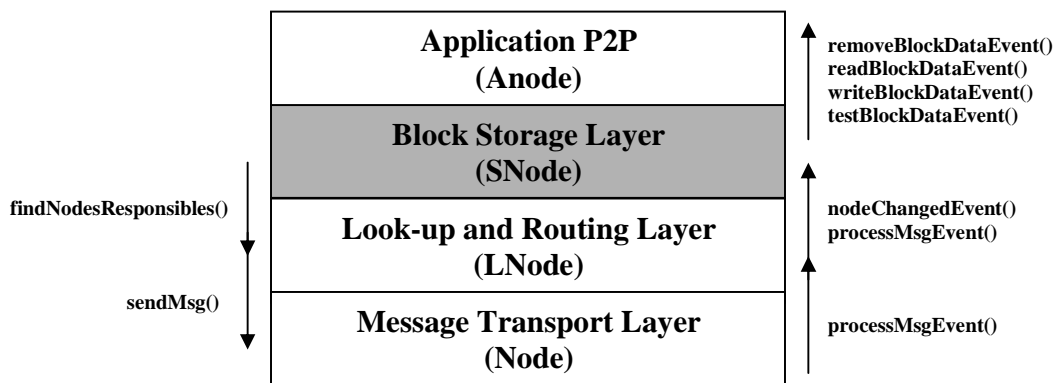 Application P2P
(Anode)
removeBlockDataEvent()
readBlockDataEvent()
writeBlockDataEvent()
testBlockDataEvent()
Block Storage Layer
(SNode)
findNodesResponsibles()
nodeChangedEvent()
processMsgEvent()
Look-up and Routing Layer
(LNode)
sendMsg()
Message Transport Layer
(Node)
processMsgEvent()